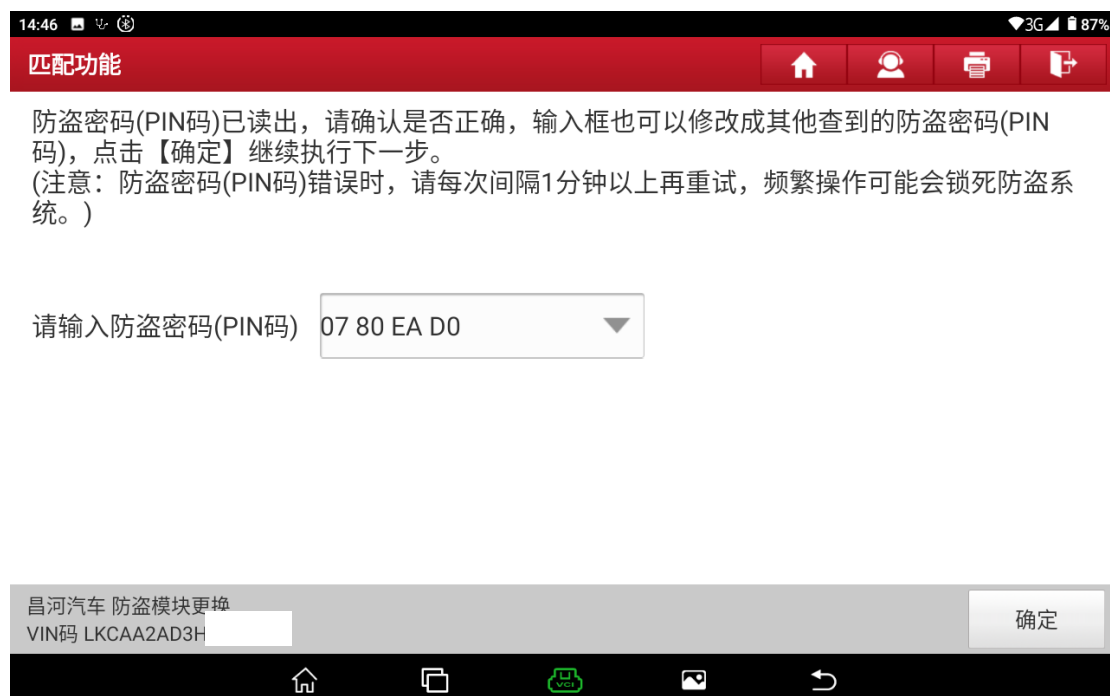 14:46
3G
87%
匹配功能
防盗密码(PIN码)已读出，请确认是否正确，输入框也可以修改成其他查到的防盗密码(PIN
码)，点击【确定】继续执行下一步。
(注意：防盗密码(PIN码)错误时，请每次间隔1分钟以上再重试，频繁操作可能会锁死防盗系
统。)
请输入防盗密码(PIN码)
07 80 EA D0
昌河汽车 防盗模块更换
VIN码 LKCAA2AD3H
确定
VCI